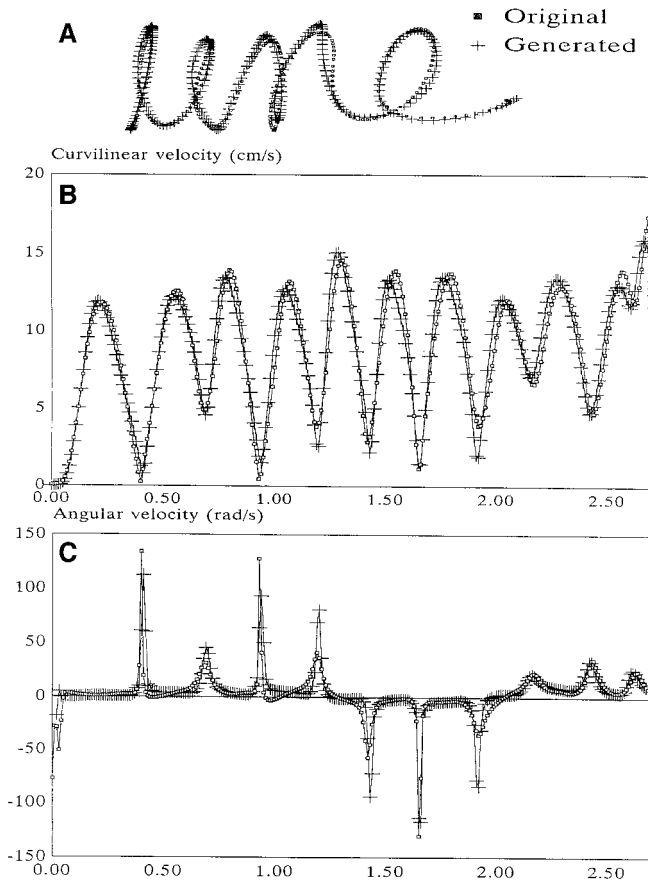 A
une
Original
Generated
Curvilinear velocity (cm/s)
B
20
15
10
5
0
0.00 0.50 1.00 1.50 2.00 2.50
Angular velocity (rad/s)
C
150
100
50
0
-50
-100
-150
0.00 0.50 1.00 1.50 2.00 2.50